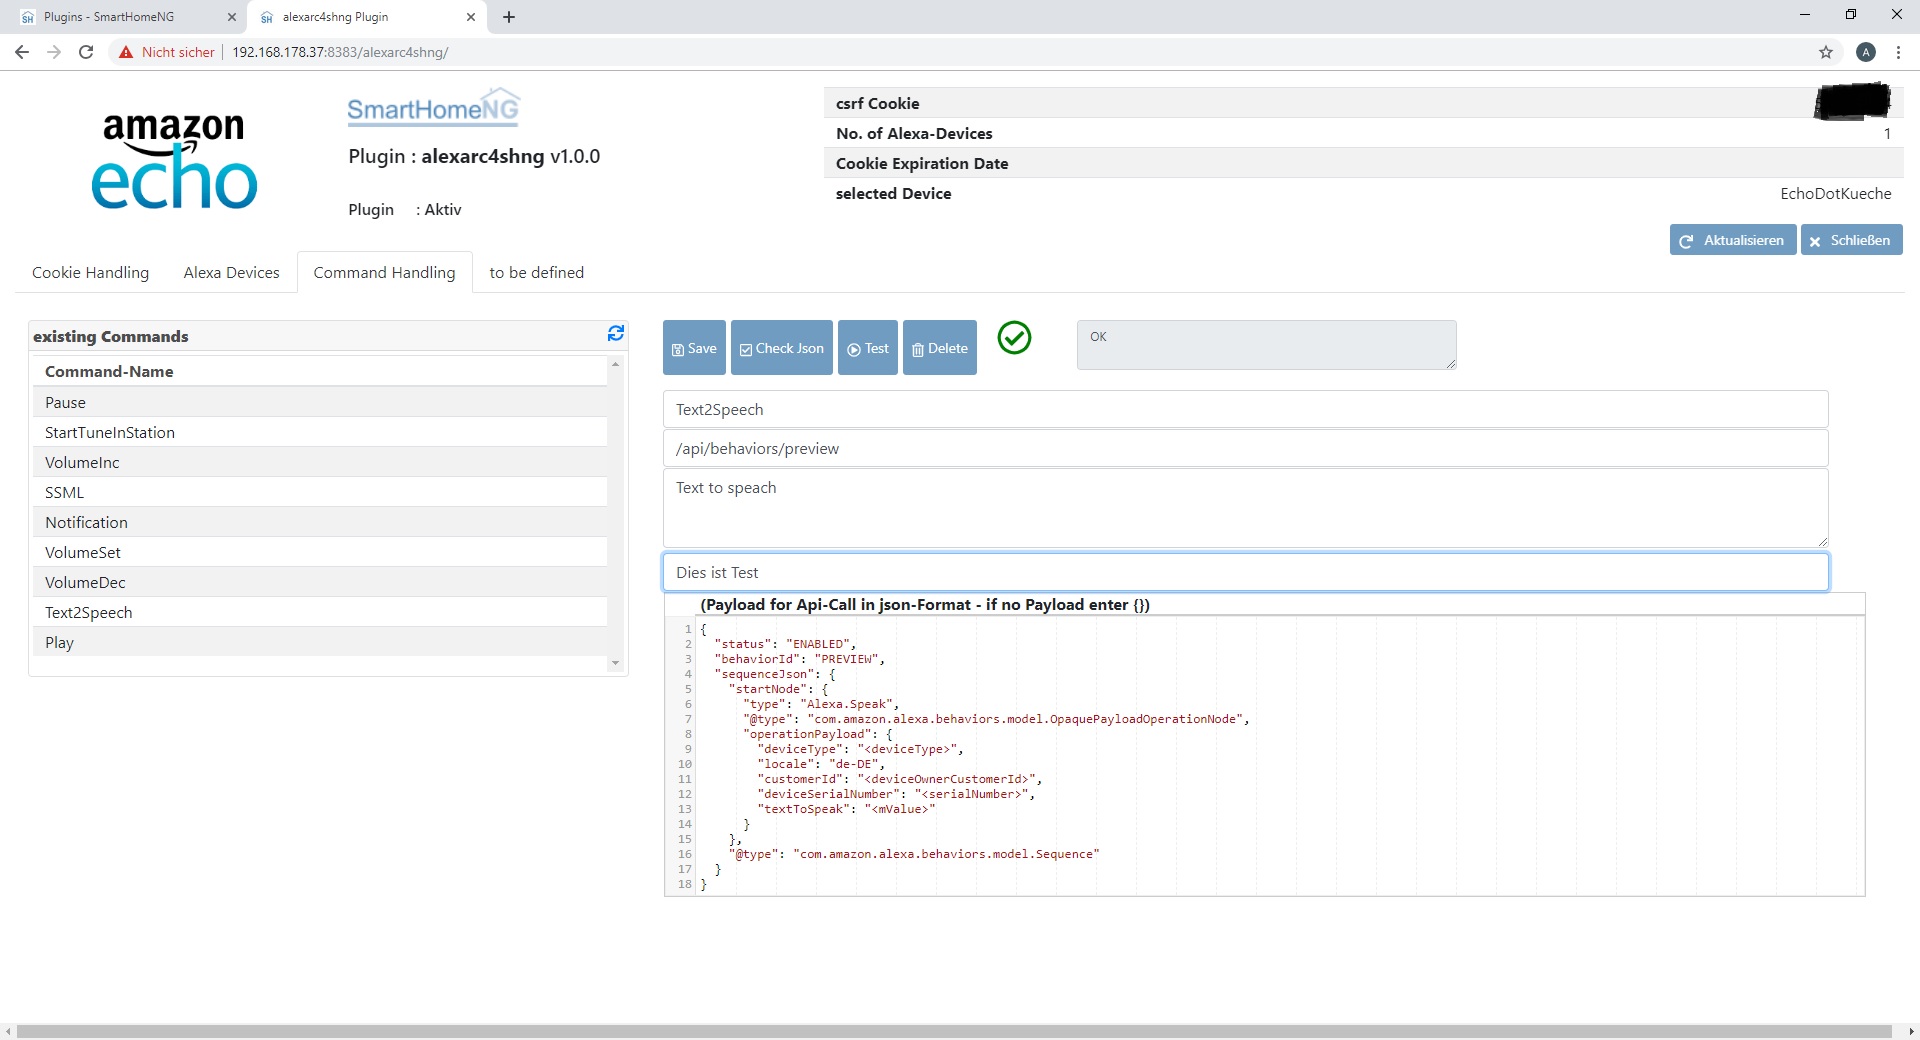 Plugins - SmartHomeNG
alexarc4shng Plugin
Nicht sicher
192.168.178.37:8383/alexarc4shng/
A
amazon
echo
SmartHomeNG
Plugin : alexarc4shng v1.0.0
Plugin : Aktiv
csrf Cookie
No. of Alexa-Devices 1
Cookie Expiration Date
selected Device EchoDotKueche
Aktualisieren
Schließen
Cookie Handling
Alexa Devices
Command Handling
to be defined
existing Commands
Command-Name
Pause
StartTuneInStation
VolumeInc
SSML
Notification
VolumeSet
VolumeDec
Text2Speech
Play
Save
Check Json
Test
Delete
OK
Text2Speech
/api/behaviors/preview
Text to speach
Dies ist Test
(Payload for Api-Call in json-Format - if no Payload enter {})
1 {
2 "status": "ENABLED",
3 "behaviorId": "PREVIEW",
4 "sequenceJson": {
5 "startNode": {
6 "type": "Alexa.Speak",
7 "@type": "com.amazon.alexa.behaviors.model.OpaquePayloadOperationNode",
8 "operationPayload": {
9 "deviceType": "<deviceType>",
10 "locale": "de-DE",
11 "customerId": "<deviceOwnerCustomerId>",
12 "deviceSerialNumber": "<serialNumber>",
13 "textToSpeak": "<mValue>"
14 }
15 },
16 "@type": "com.amazon.alexa.behaviors.model.Sequence"
17 }
18 }